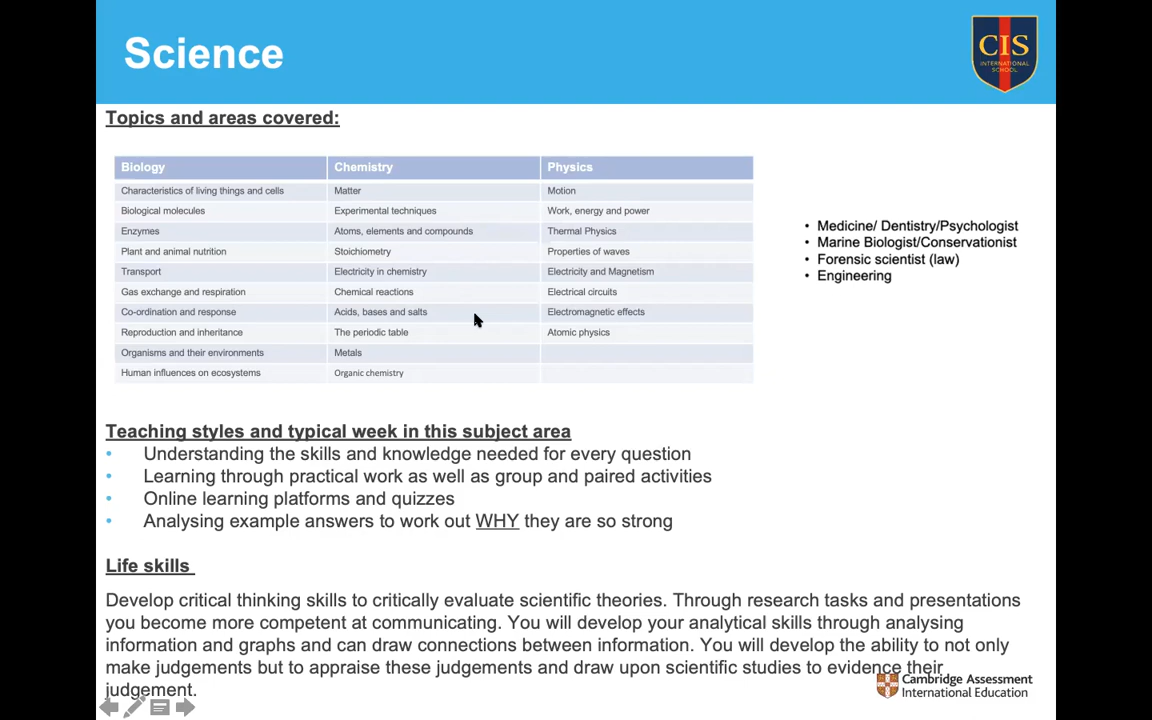 Science
CIS
INTERNATIONAL
SCHOOL
Topics and areas covered:
Biology Chemistry Physics
Characteristics of living things and cells Matter Motion
Biological molecules Experimental techniques Work, energy and power
Enzymes Atoms, elements and compounds Thermal Physics
Plant and animal nutrition Stoichiometry Properties of waves
Transport Electricity in chemistry Electricity and Magnetism
Gas exchange and respiration Chemical reactions Electrical circuits
Co-ordination and response Acids, bases and salts Electromagnetic effects
Reproduction and inheritance The periodic table Atomic physics
Organisms and their environments Metals
Human influences on ecosystems Organic chemistry
• Medicine/ Dentistry/Psychologist
• Marine Biologist/Conservationist
• Forensic scientist (law)
• Engineering
Teaching styles and typical week in this subject area
• Understanding the skills and knowledge needed for every question
• Learning through practical work as well as group and paired activities
• Online learning platforms and quizzes
• Analysing example answers to work out WHY they are so strong
Life skills
Develop critical thinking skills to critically evaluate scientific theories. Through research tasks and presentations
you become more competent at communicating. You will develop your analytical skills through analysing
information and graphs and can draw connections between information. You will develop the ability to not only
make judgements but to appraise these judgements and draw upon scientific studies to evidence their
judgement.
Cambridge Assessment
International Education